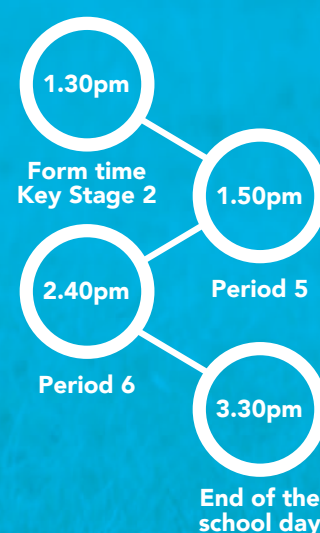 1.30pm
Form time
Key Stage 2
1.50pm
Period 5
2.40pm
Period 6
3.30pm
End of the
school day